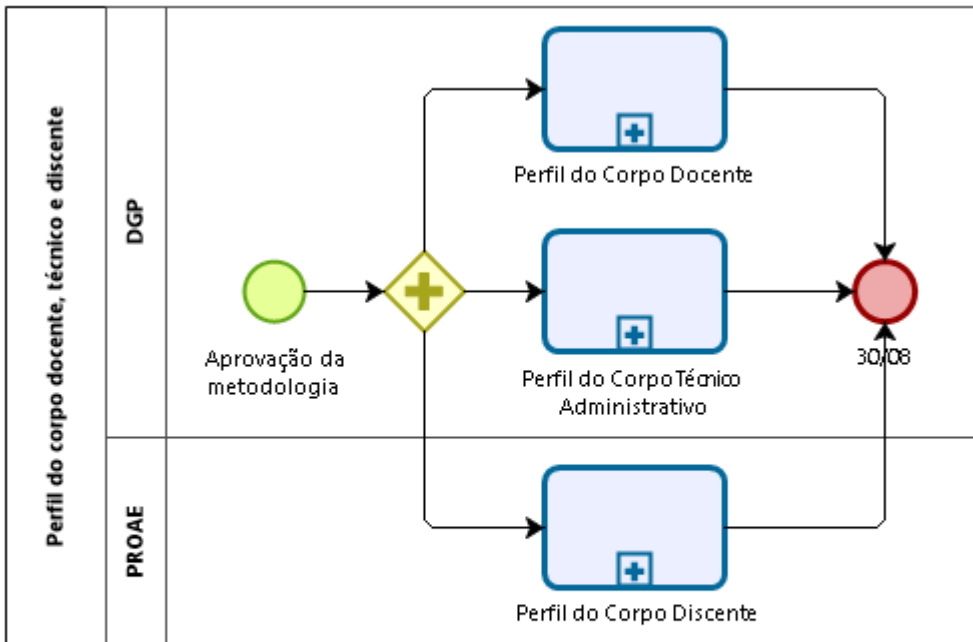 Perfil do corpo docente, técnico e discente
DGP
Perfil do Corpo Docente
Aprovação da
metodologia
Perfil do Corpo Técnico
Administrativo
30/08
PROAE
Perfil do Corpo Discente